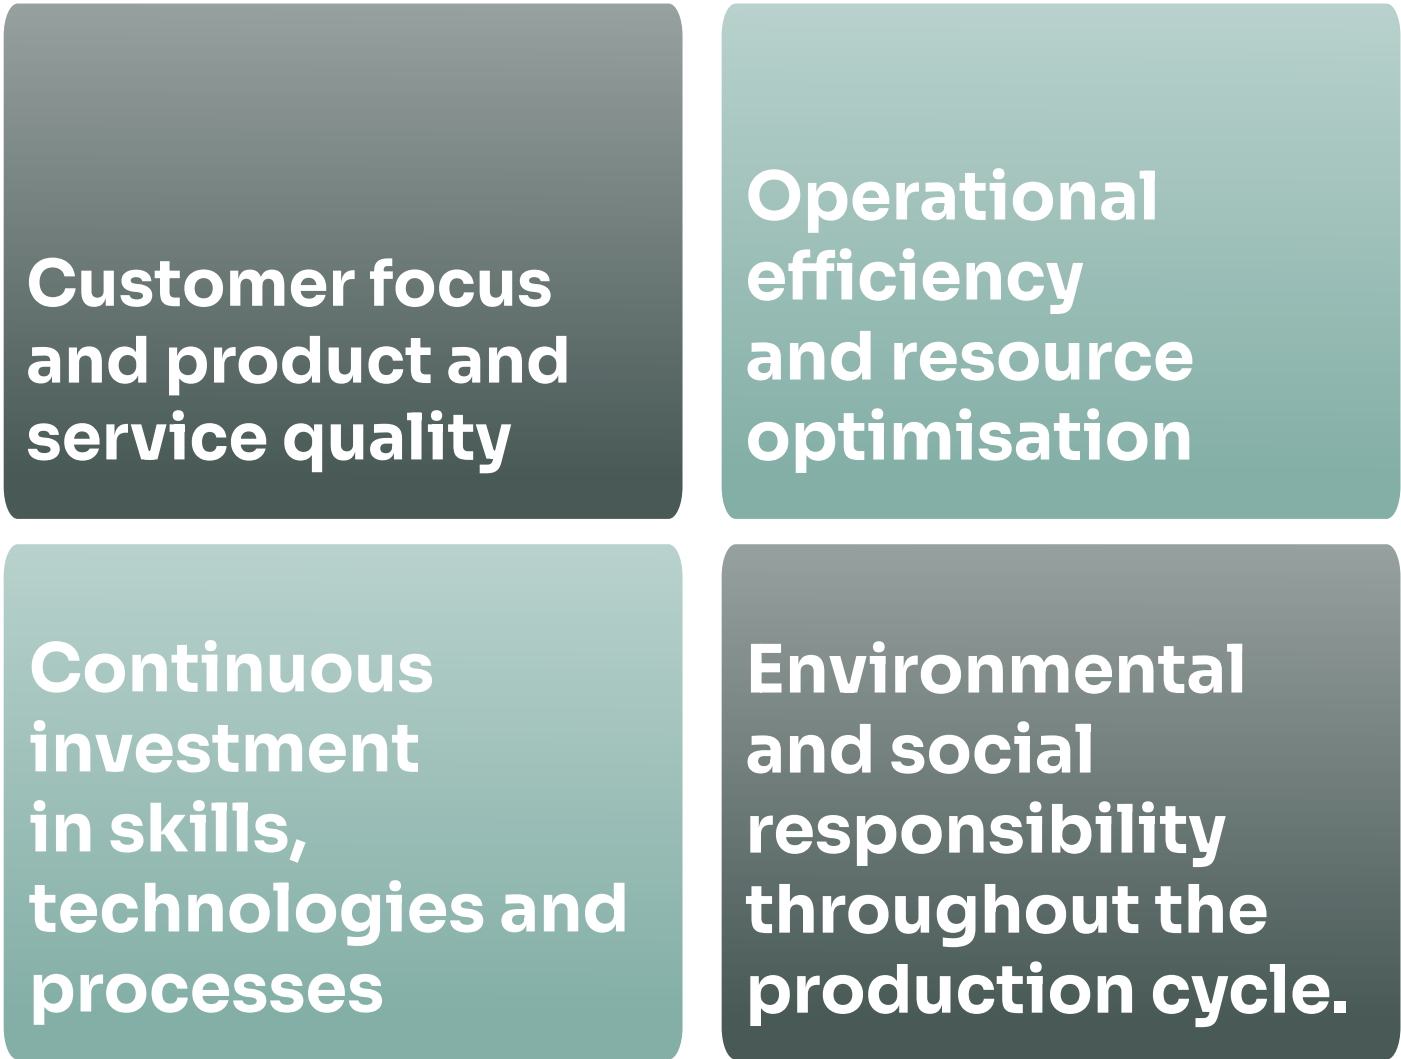 Customer focus
and product and
service quality
Operational
efficiency
and resource
optimisation
Continuous
investment
in skills,
technologies and
processes
Environmental
and social
responsibility
throughout the
production cycle.